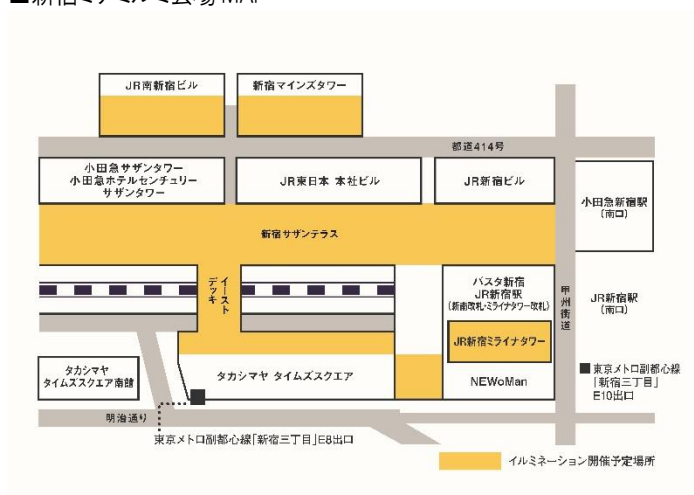 JR南新宿ビル
新宿マインズタワー
都道414号
小田急サザンタワー
小田急ホテルセンチュリー
サザンタワー
JR東日本 本社ビル
JR新宿ビル
小田急新宿駅
(南口)
新宿サザンテラス
イースト
デッキ
バスタ新宿
JR新宿駅
(新南改札・ミライナタワー改札)
甲州街道
JR新宿駅
(南口)
JR新宿ミライナタワー
タカシマヤ
タイムズスクエア南館
タカシマヤ タイムズスクエア
NEWoMan
■東京メトロ副都心線
「新宿三丁目」
E10出口
明治通り
東京メトロ副都心線「新宿三丁目」E8出口
イルミネーション開催予定場所